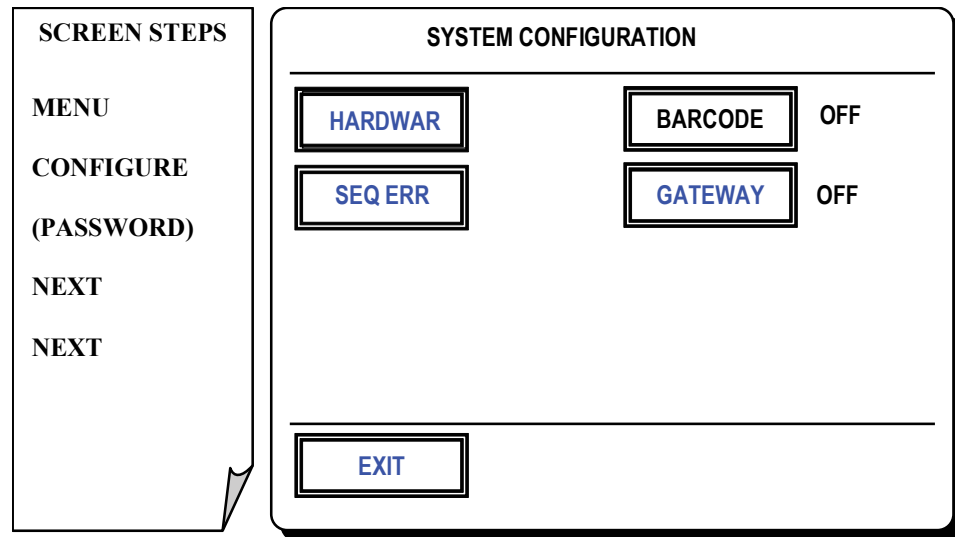 SCREEN STEPS
MENU
CONFIGURE
(PASSWORD)
NEXT
NEXT
SYSTEM CONFIGURATION
HARDWAR
BARCODE OFF
SEQ ERR
GATEWAY OFF
EXIT